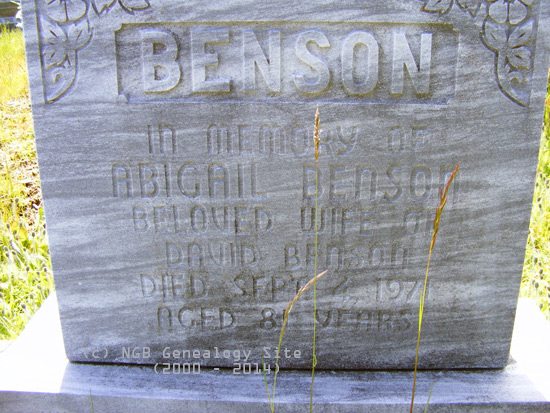 BENSON
IN MEMORY OF
ABIGAIL BENSON
BELOVED WIFE OF
DAVID BENSON
DIED SEPT.
AGED YEARS
(c) NGB Genealogy Site
(2000 - 2014)